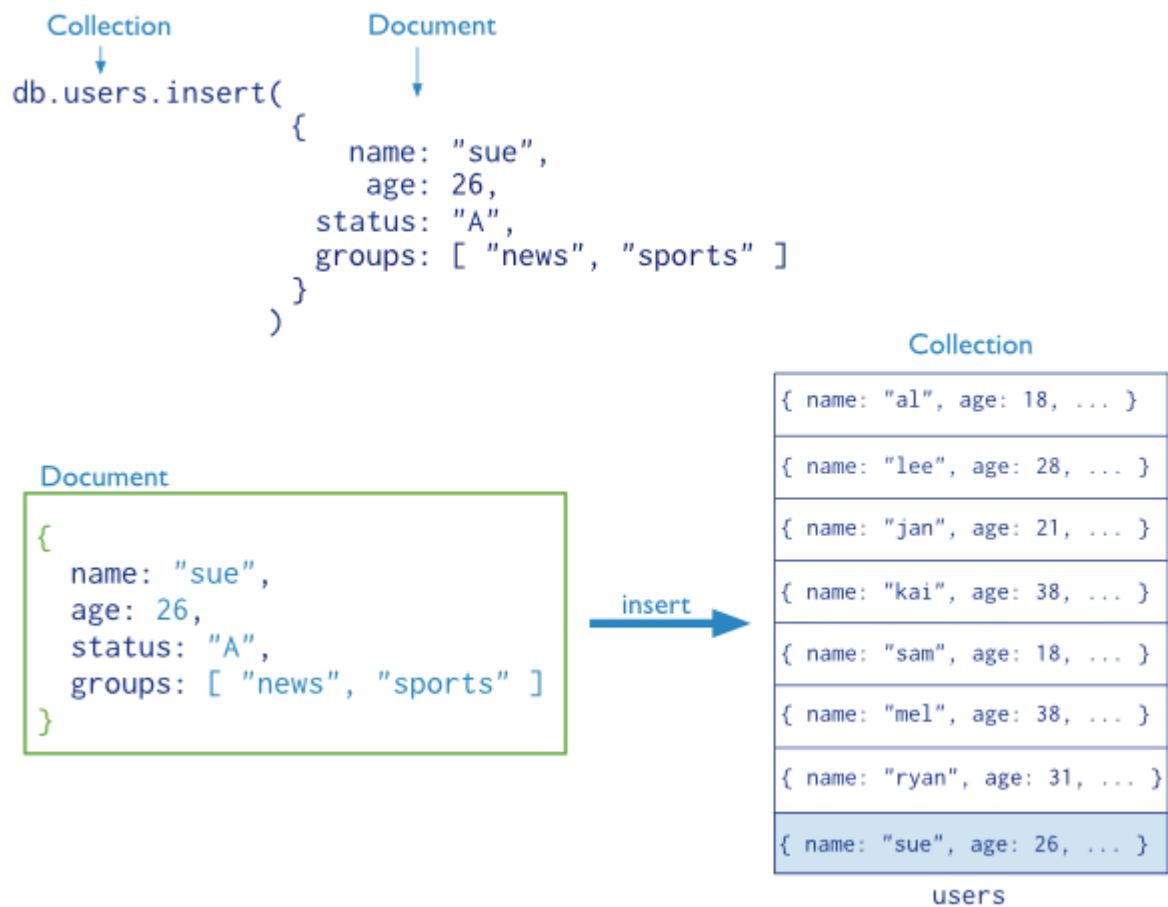 Collection Document
db.users.insert(
{
name: "sue",
age: 26,
status: "A",
groups: [ "news", "sports" ]
}
)
Document
{
name: "sue",
age: 26,
status: "A",
groups: [ "news", "sports" ]
}
insert
Collection
{ name: "al", age: 18, ... }
{ name: "lee", age: 28, ... }
{ name: "jan", age: 21, ... }
{ name: "kai", age: 38, ... }
{ name: "sam", age: 18, ... }
{ name: "mel", age: 38, ... }
{ name: "ryan", age: 31, ... }
{ name: "sue", age: 26, ... }
users